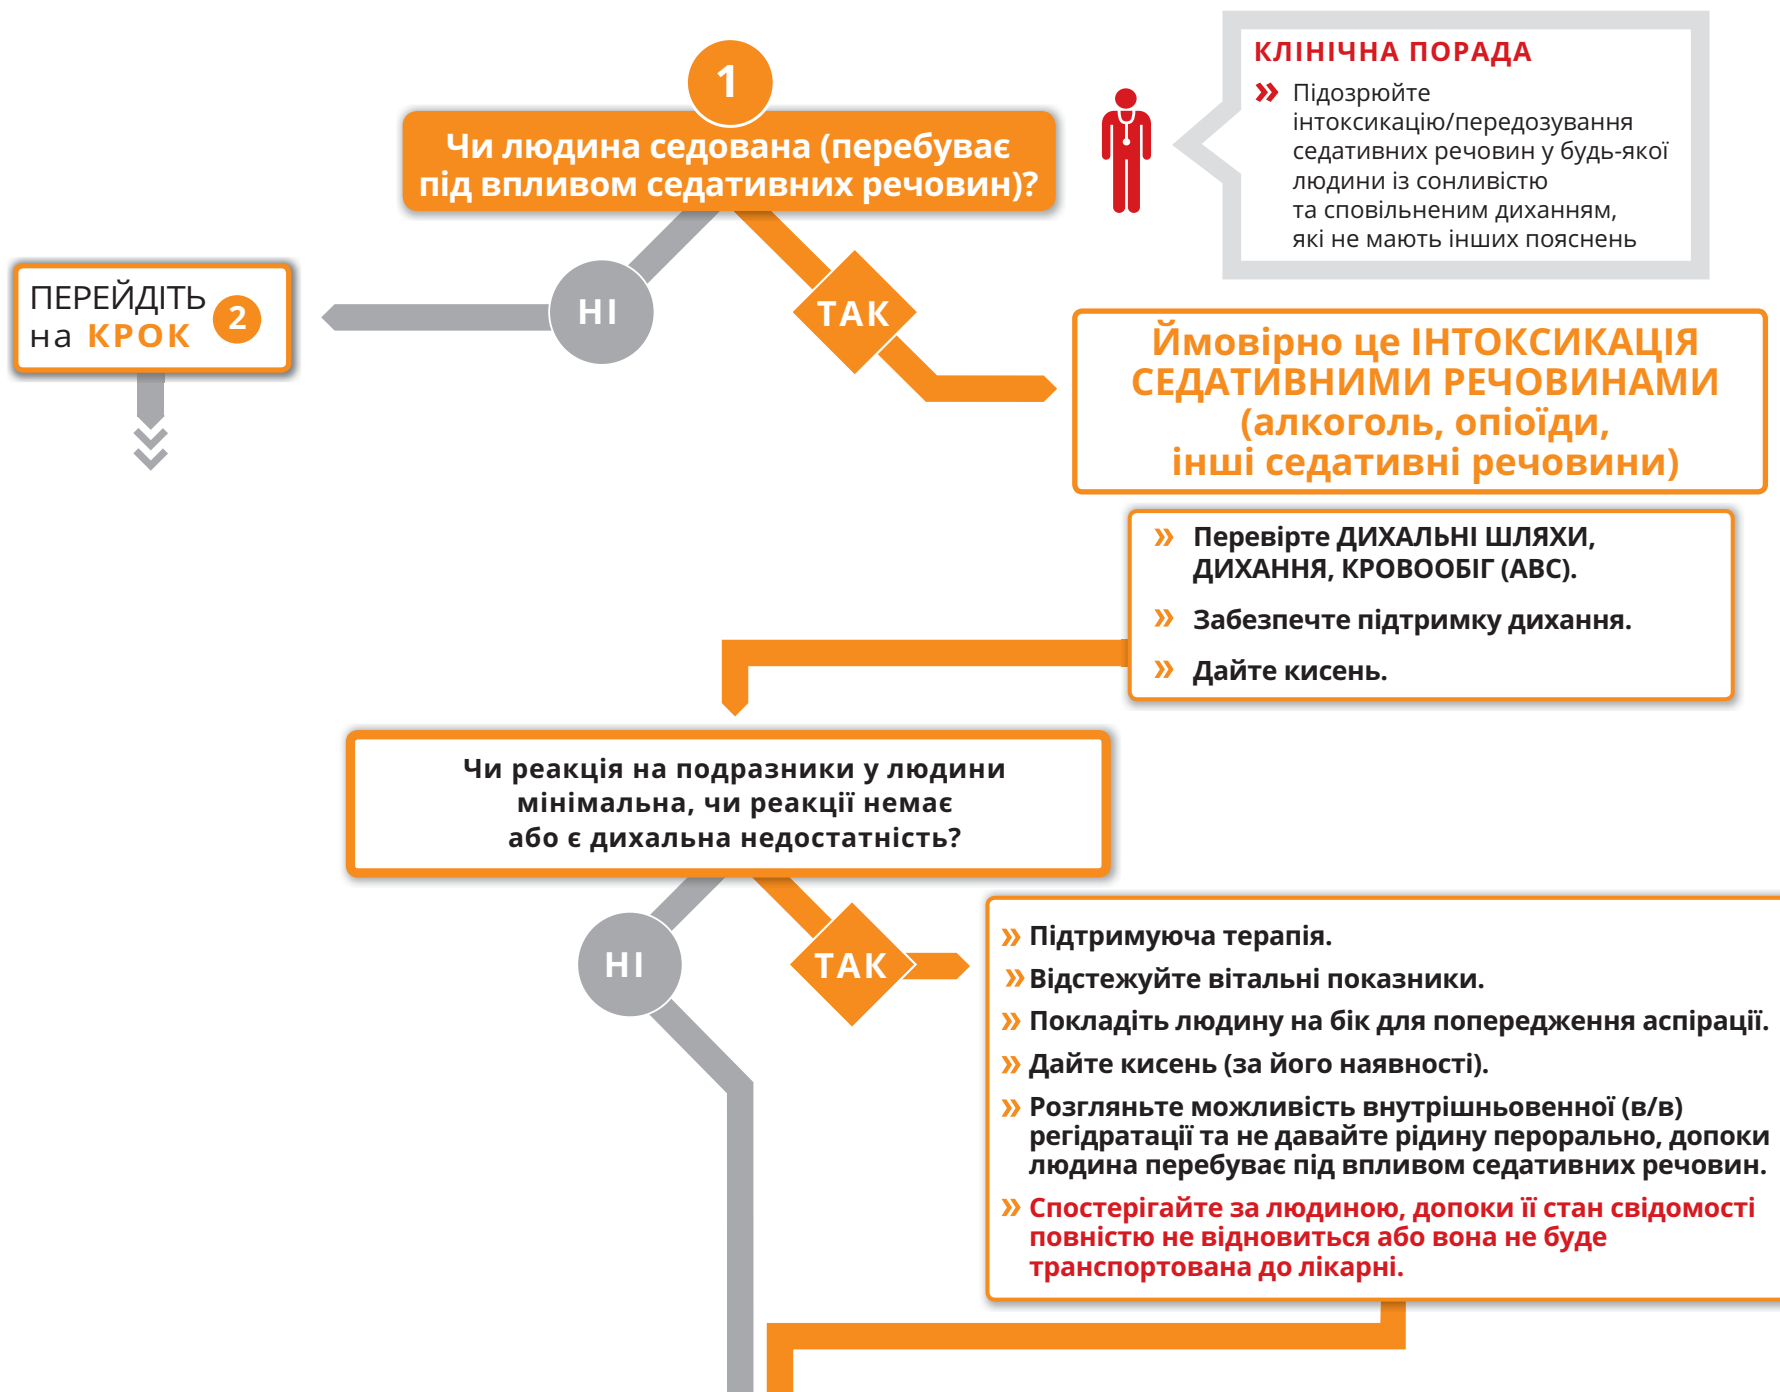 1
Чи людина седована (перебуває
під впливом седативних речовин)?
КЛІНІЧНА ПОРАДА
» Підозрюйте
інтоксикацію/передозування
седативних речовин у будь-якої
людини із сонливістю
та сповільненим диханням,
які не мають інших пояснень
НІ
ТАК
ПЕРЕЙДІТЬ
на КРОК 2
Ймовірно це ІНТОКСИКАЦІЯ
СЕДАТИВНИМИ РЕЧОВИНАМИ
(алкоголь, опіоїди,
інші седативні речовини)
» Перевірте ДИХАЛЬНІ ШЛЯХИ,
ДИХАННЯ, КРОВООБІГ (ABC).
» Забезпечте підтримку дихання.
» Дайте кисень.
Чи реакція на подразники у людини
мінімальна, чи реакції немає
або є дихальна недостатність?
НІ
ТАК
» Підтримуюча терапія.
» Відстежуйте вітальні показники.
» Покладіть людину на бік для попередження аспірації.
» Дайте кисень (за його наявності).
» Розгляньте можливість внутрішньовенної (в/в)
регідратації та не давайте рідину перорально, допоки
людина перебуває під впливом седативних речовин.
» Спостерігайте за людиною, допоки її стан свідомості
повністю не відновиться або вона не буде
транспортована до лікарні.